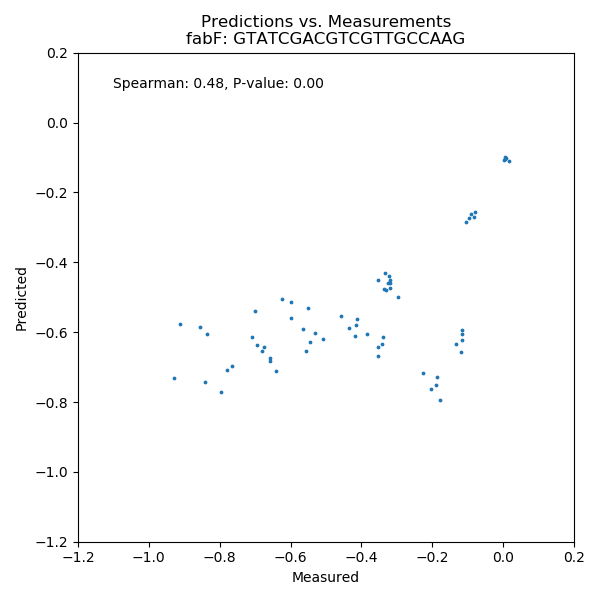 Predictions vs. Measurements
fabF: GTATCGACGTCGTTGCCAAG
Spearman: 0.48, P-value: 0.00
0.2
0.0
−0.2
−0.4
−0.6
−0.8
−1.0
−1.2
Predicted
−1.2 −1.0 −0.8 −0.6 −0.4 −0.2 0.0 0.2
Measured